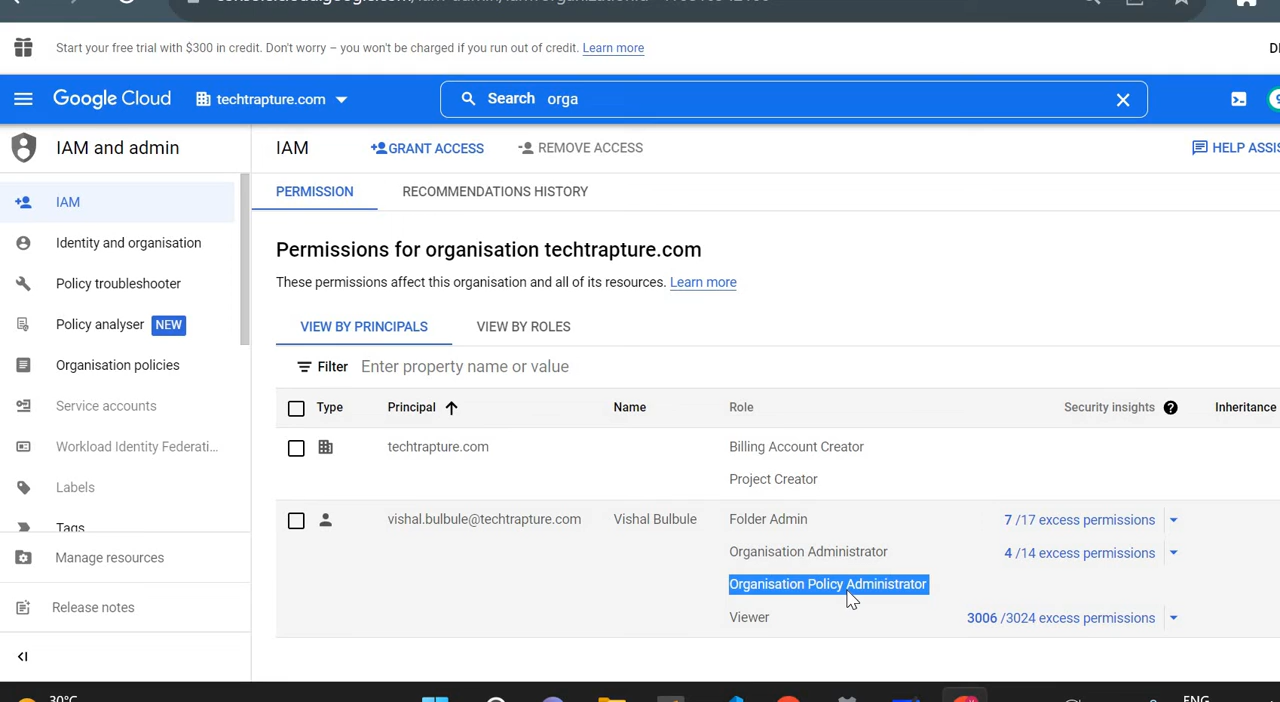 Start your free trial with $300 in credit. Don't worry – you won't be charged if you run out of credit. Learn more
Google Cloud
techtrapture.com
Search orga
IAM and admin
IAM
GRANT ACCESS
REMOVE ACCESS
HELP ASSIS
IAM
Identity and organisation
Policy troubleshooter
Policy analyser NEW
Organisation policies
Service accounts
Workload Identity Federati...
Labels
Tags
Manage resources
Release notes
PERMISSION
RECOMMENDATIONS HISTORY
Permissions for organisation techtrapture.com
These permissions affect this organisation and all of its resources. Learn more
VIEW BY PRINCIPALS
VIEW BY ROLES
Filter Enter property name or value
Type Principal Name Role Security insights Inheritance
techtrapture.com Billing Account Creator
Project Creator
vishal.bulbule@techtrapture.com Vishal Bulbule Folder Admin 7 /17 excess permissions
Organisation Administrator 4 /14 excess permissions
Organisation Policy Administrator
Viewer 3006 /3024 excess permissions
30°C
ENG